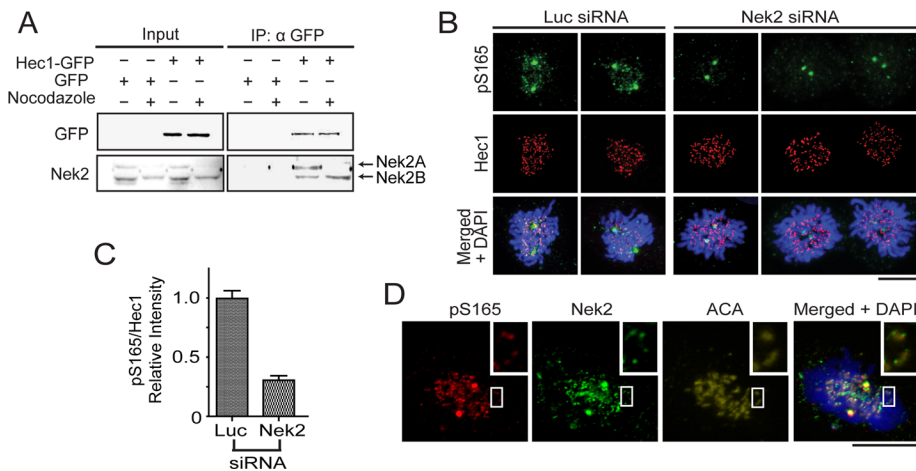 A
Input IP: α GFP
Hec1-GFP − − + + − − + +
GFP + + − − + + − −
Nocodazole − + − + − + − +
GFP
Nek2
Nek2A
Nek2B
B
Luc siRNA Nek2 siRNA
pS165
Hec1
Merged
+ DAPI
C
pS165/Hec1
Relative Intensity
1.0
0.5
0
Luc Nek2
siRNA
D
pS165 Nek2 ACA Merged + DAPI